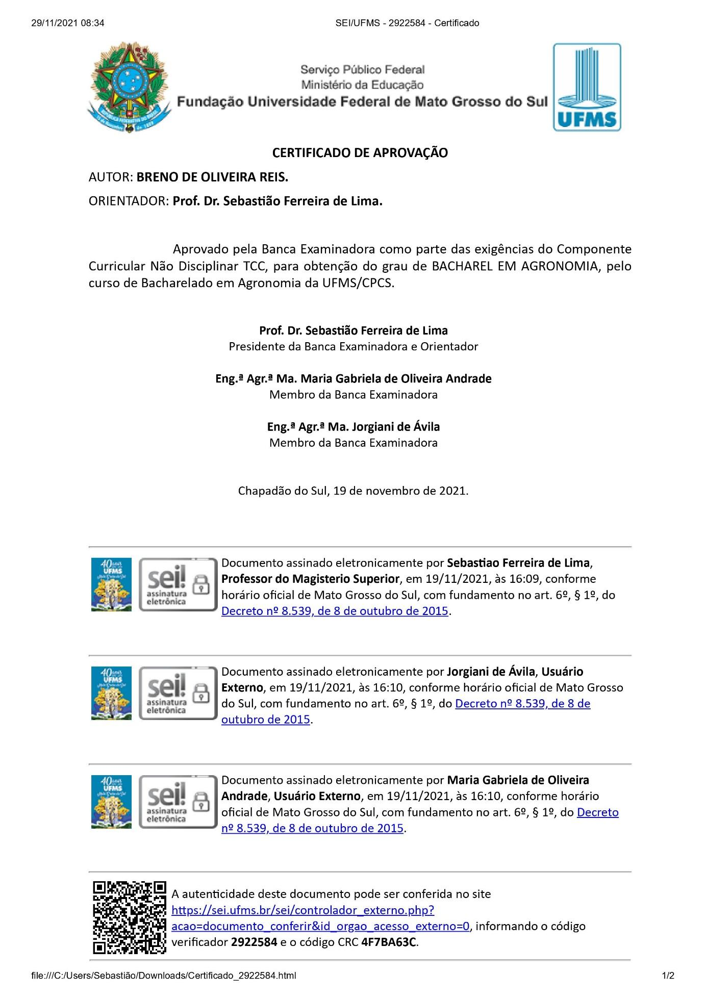 29/11/2021 08:34
SEI/UFMS - 2922584 - Certificado
Serviço Público Federal
Ministério da Educação
Fundação Universidade Federal de Mato Grosso do Sul
REPÚBLICA FEDERATIVA DO BRASIL
15 de Novembro de 1889
UFMS
CERTIFICADO DE APROVAÇÃO
AUTOR: BRENO DE OLIVEIRA REIS.
ORIENTADOR: Prof. Dr. Sebastião Ferreira de Lima.
Aprovado pela Banca Examinadora como parte das exigências do Componente
Curricular Não Disciplinar TCC, para obtenção do grau de BACHAREL EM AGRONOMIA, pelo
curso de Bacharelado em Agronomia da UFMS/CPCS.
Prof. Dr. Sebastião Ferreira de Lima
Presidente da Banca Examinadora e Orientador
Eng.ª Agr.ª Ma. Maria Gabriela de Oliveira Andrade
Membro da Banca Examinadora
Eng.ª Agr.ª Ma. Jorgiani de Ávila
Membro da Banca Examinadora
Chapadão do Sul, 19 de novembro de 2021.
40 anos
UFMS
sei!
assinatura
eletrônica
Documento assinado eletronicamente por Sebastiao Ferreira de Lima,
Professor do Magisterio Superior, em 19/11/2021, às 16:09, conforme
horário oficial de Mato Grosso do Sul, com fundamento no art. 6º, § 1º, do
Decreto nº 8.539, de 8 de outubro de 2015.
40 anos
UFMS
sei!
assinatura
eletrônica
Documento assinado eletronicamente por Jorgiani de Ávila, Usuário
Externo, em 19/11/2021, às 16:10, conforme horário oficial de Mato Grosso
do Sul, com fundamento no art. 6º, § 1º, do Decreto nº 8.539, de 8 de
outubro de 2015.
40 anos
UFMS
sei!
assinatura
eletrônica
Documento assinado eletronicamente por Maria Gabriela de Oliveira
Andrade, Usuário Externo, em 19/11/2021, às 16:10, conforme horário
oficial de Mato Grosso do Sul, com fundamento no art. 6º, § 1º, do Decreto
nº 8.539, de 8 de outubro de 2015.
A autenticidade deste documento pode ser conferida no site
https://sei.ufms.br/sei/controlador_externo.php?
acao=documento_conferir&id_orgao_acesso_externo=0, informando o código
verificador 2922584 e o código CRC 4F7BA63C.
file:///C:/Users/Sebastião/Downloads/Certificado_2922584.html
1/2